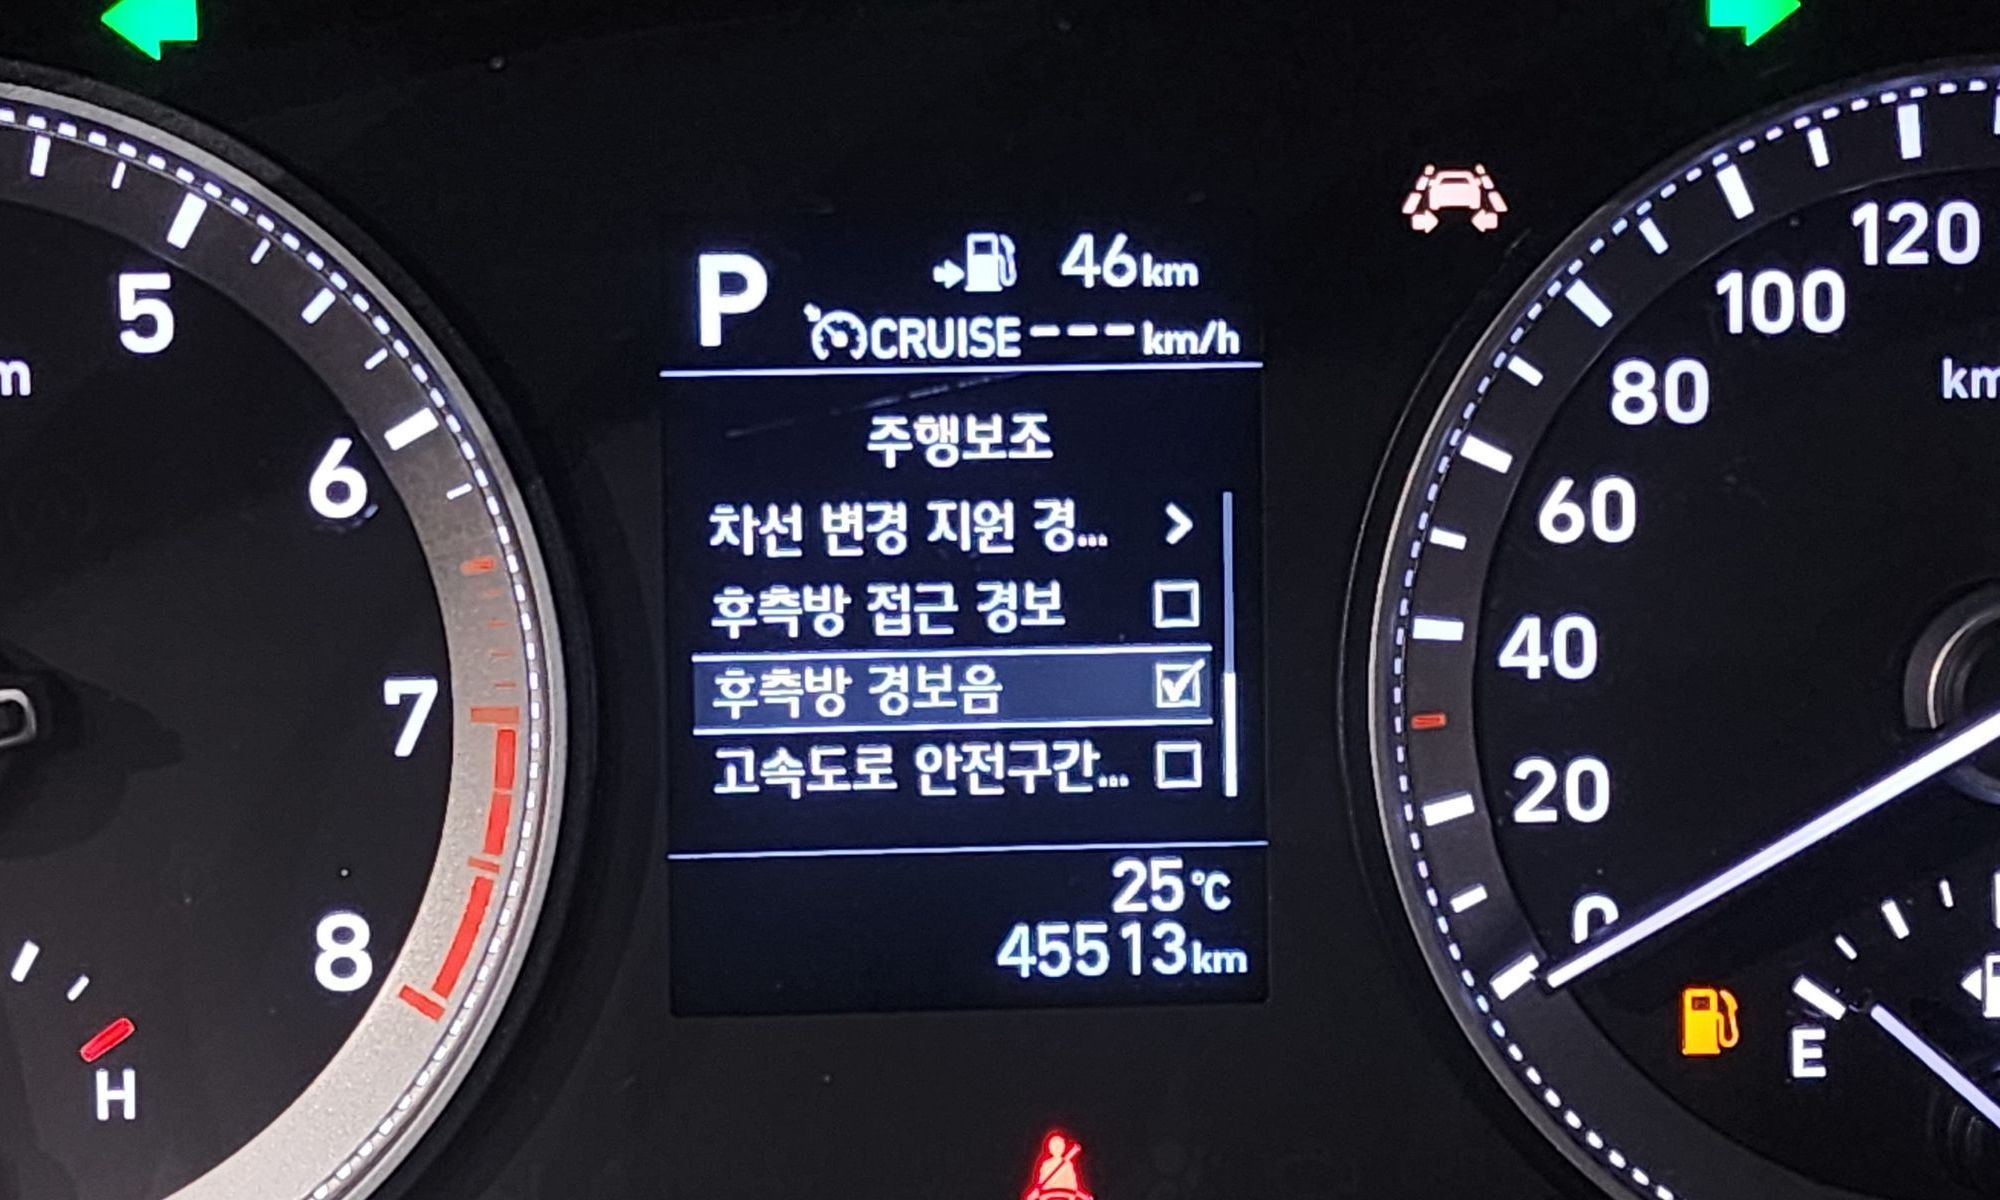 P
46km
CRUISE --- km/h
주행보조
차선 변경 지원 경...
후측방 접근 경보
후측방 경보음
고속도로 안전구간...
25℃
45513km
5
6
7
8
H
120
100
80
60
40
20
0
km
E